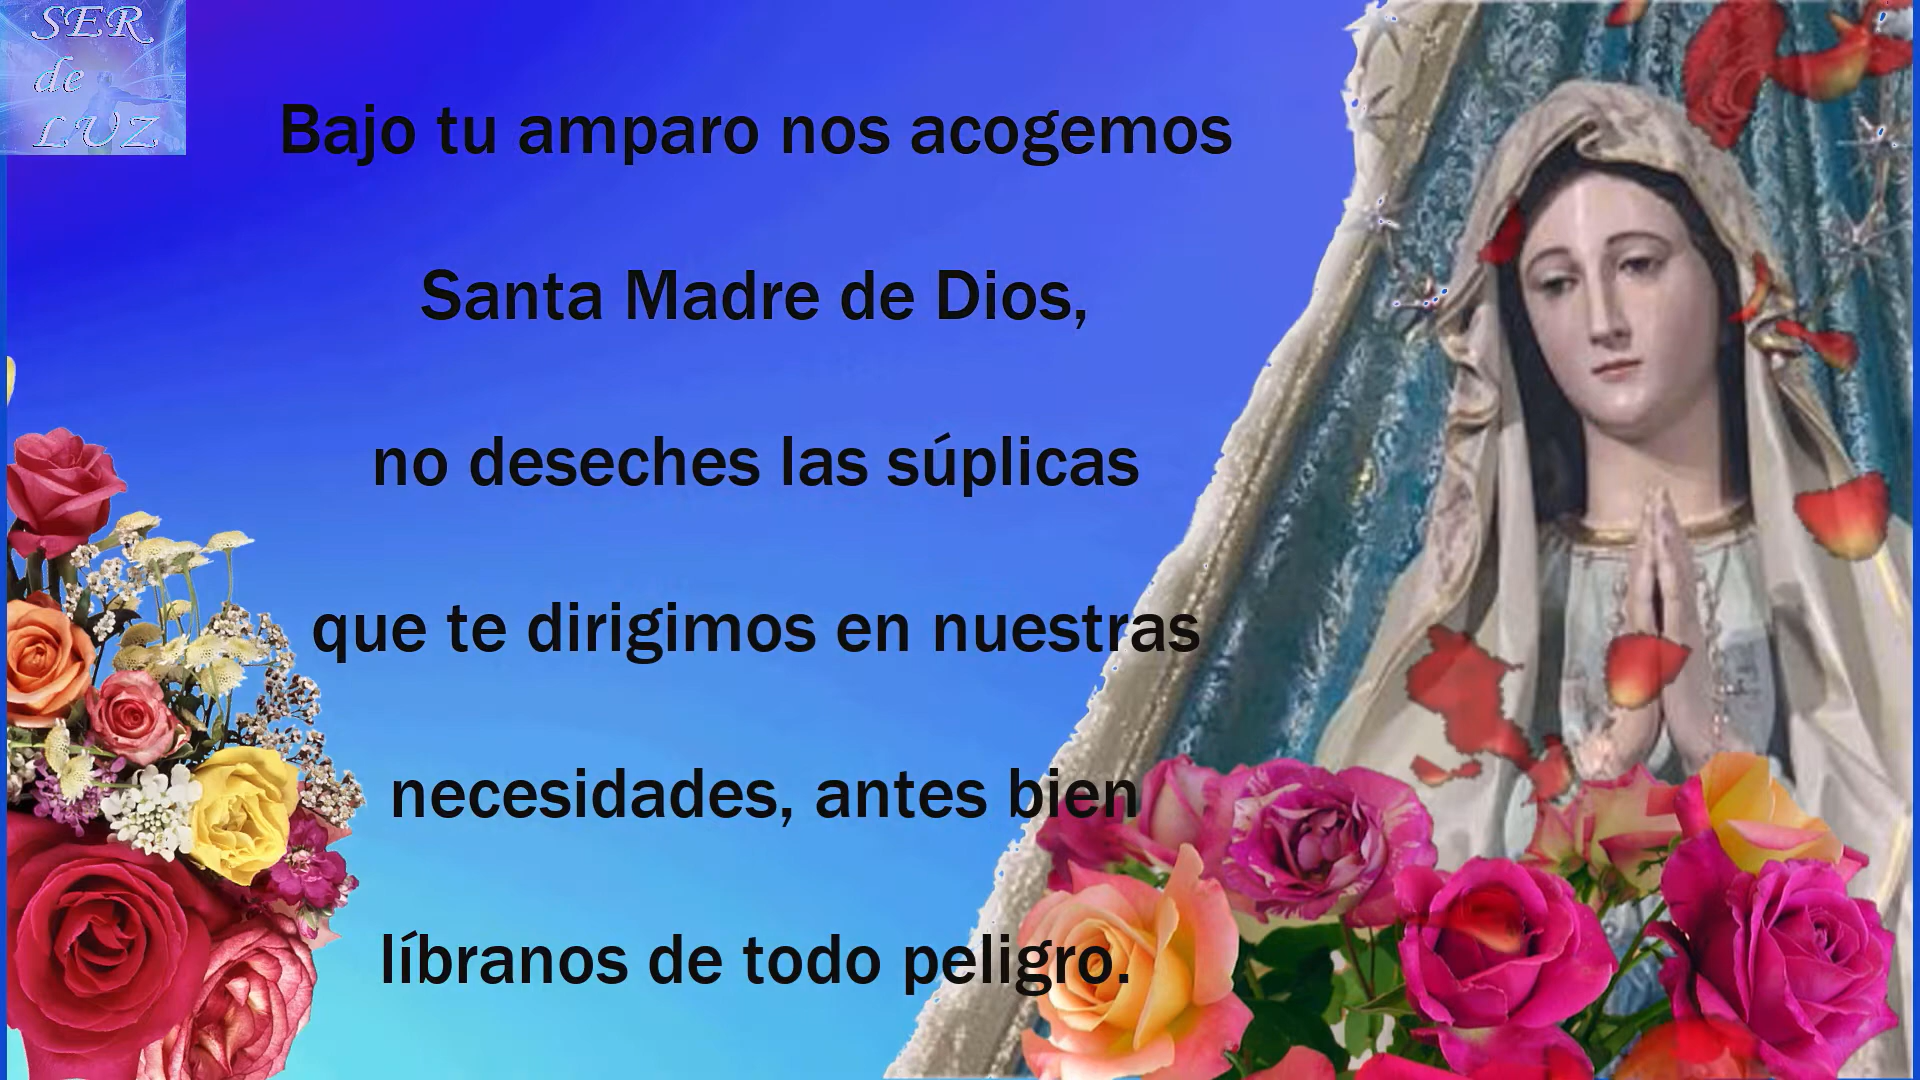 SER
de
LUZ
Bajo tu amparo nos acogemos
Santa Madre de Dios,
no deseches las súplicas
que te dirigimos en nuestras
necesidades, antes bien
líbranos de todo peligro.